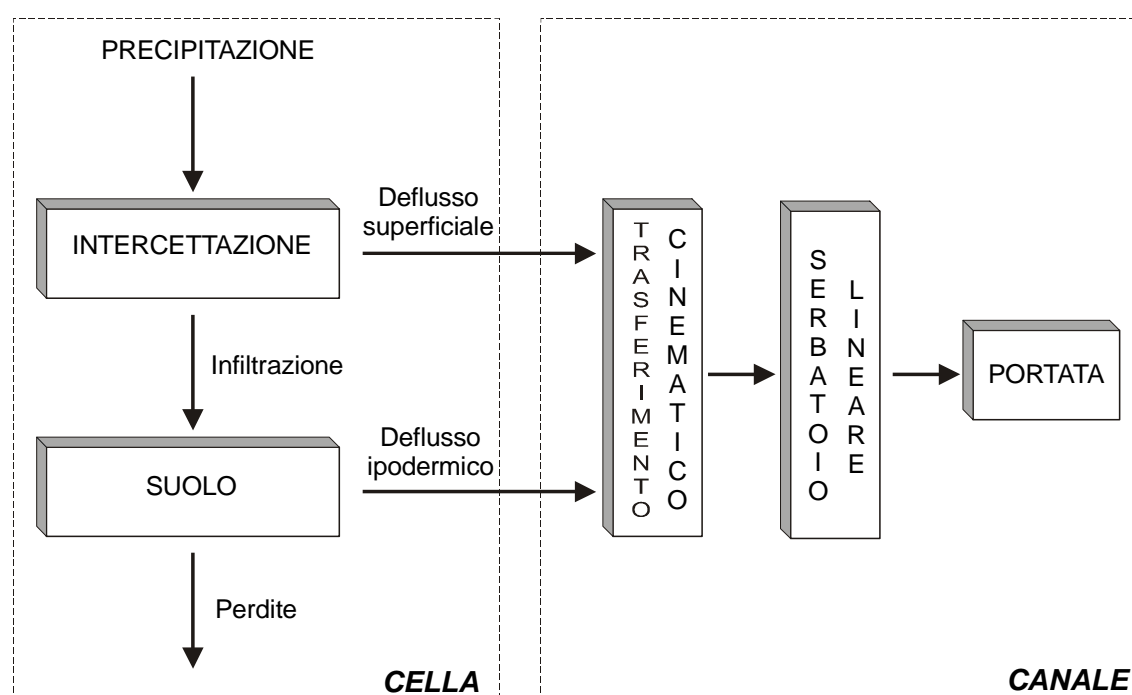 PRECIPITAZIONE
INTERCETTAZIONE
Deflusso
superficiale
Infiltrazione
SUOLO
Deflusso
ipodermico
Perdite
CELLA
TRASFERIMENTO
CINEMATICO
SERBATOIO
LINEARE
PORTATA
CANALE